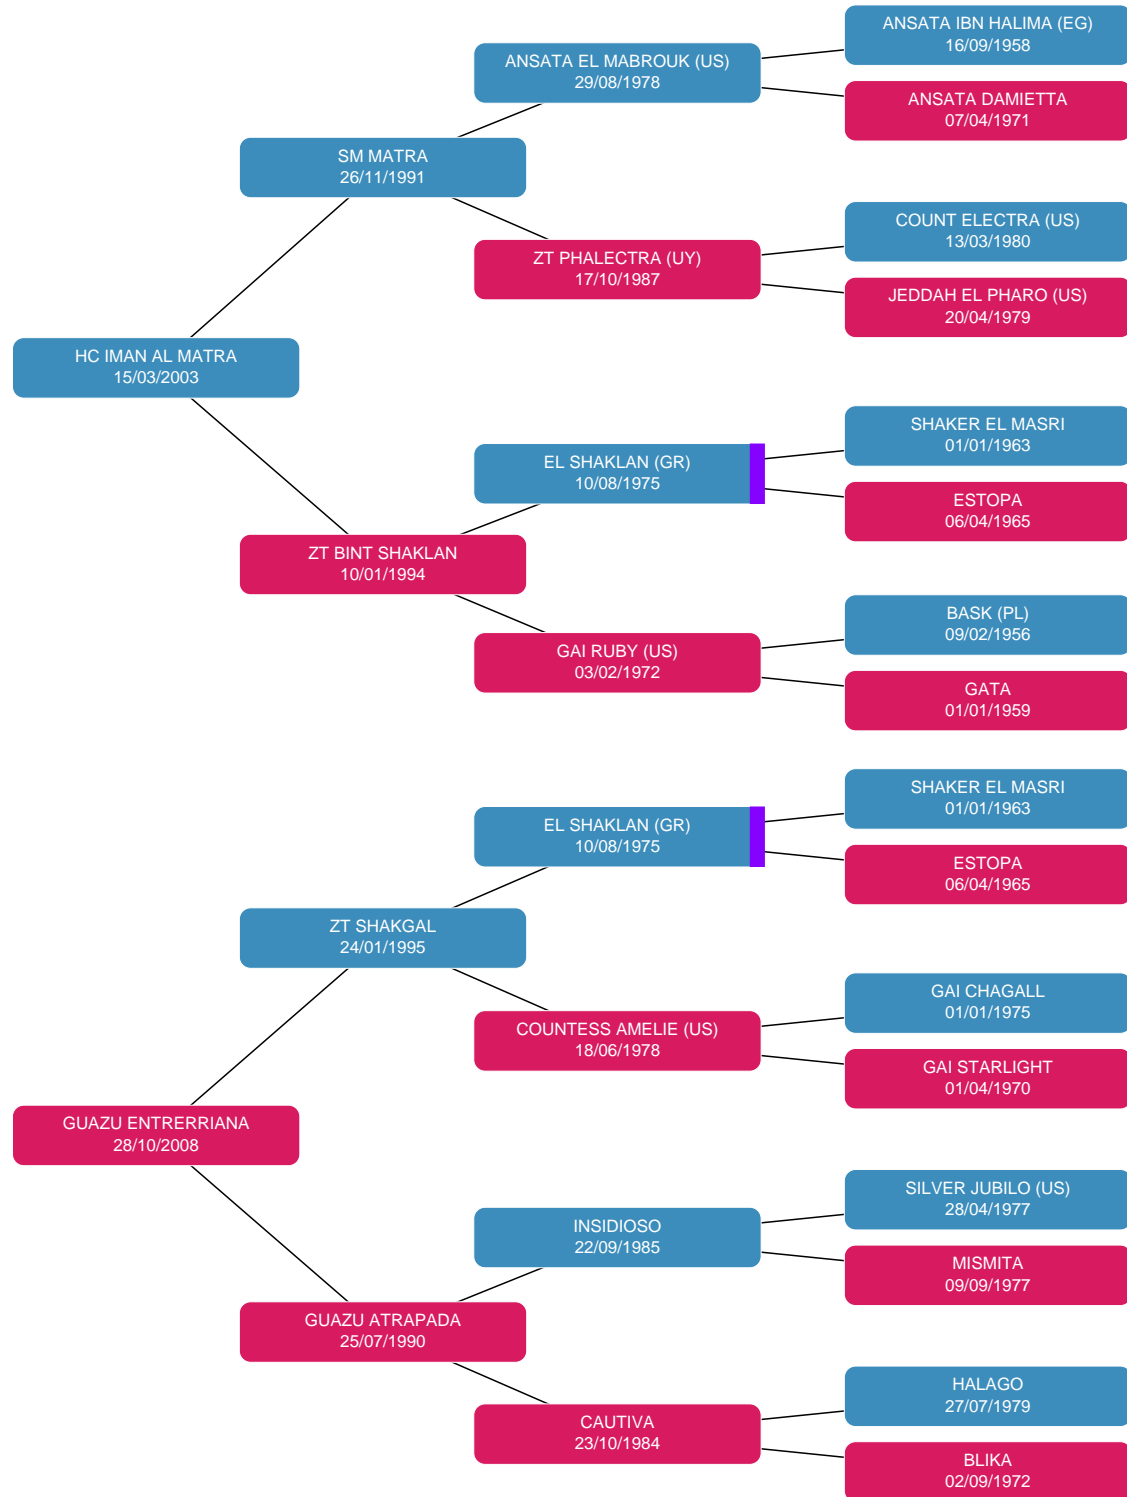 ANSATA IBN HALIMA (EG)
16/09/1958
ANSATA EL MABROUK (US)
29/08/1978
ANSATA DAMIETTA
07/04/1971
SM MATRA
26/11/1991
COUNT ELECTRA (US)
13/03/1980
ZT PHALECTRA (UY)
17/10/1987
JEDDAH EL PHARO (US)
20/04/1979
HC IMAN AL MATRA
15/03/2003
SHAKER EL MASRI
01/01/1963
EL SHAKLAN (GR)
10/08/1975
ESTOPA
06/04/1965
ZT BINT SHAKLAN
10/01/1994
BASK (PL)
09/02/1956
GAI RUBY (US)
03/02/1972
GATA
01/01/1959
SHAKER EL MASRI
01/01/1963
EL SHAKLAN (GR)
10/08/1975
ESTOPA
06/04/1965
ZT SHAKGAL
24/01/1995
GAI CHAGALL
01/01/1975
COUNTESS AMELIE (US)
18/06/1978
GAI STARLIGHT
01/04/1970
GUAZU ENTRERRIANA
28/10/2008
SILVER JUBILO (US)
28/04/1977
INSIDIOSO
22/09/1985
MISMITA
09/09/1977
GUAZU ATRAPADA
25/07/1990
HALAGO
27/07/1979
CAUTIVA
23/10/1984
BLIKA
02/09/1972